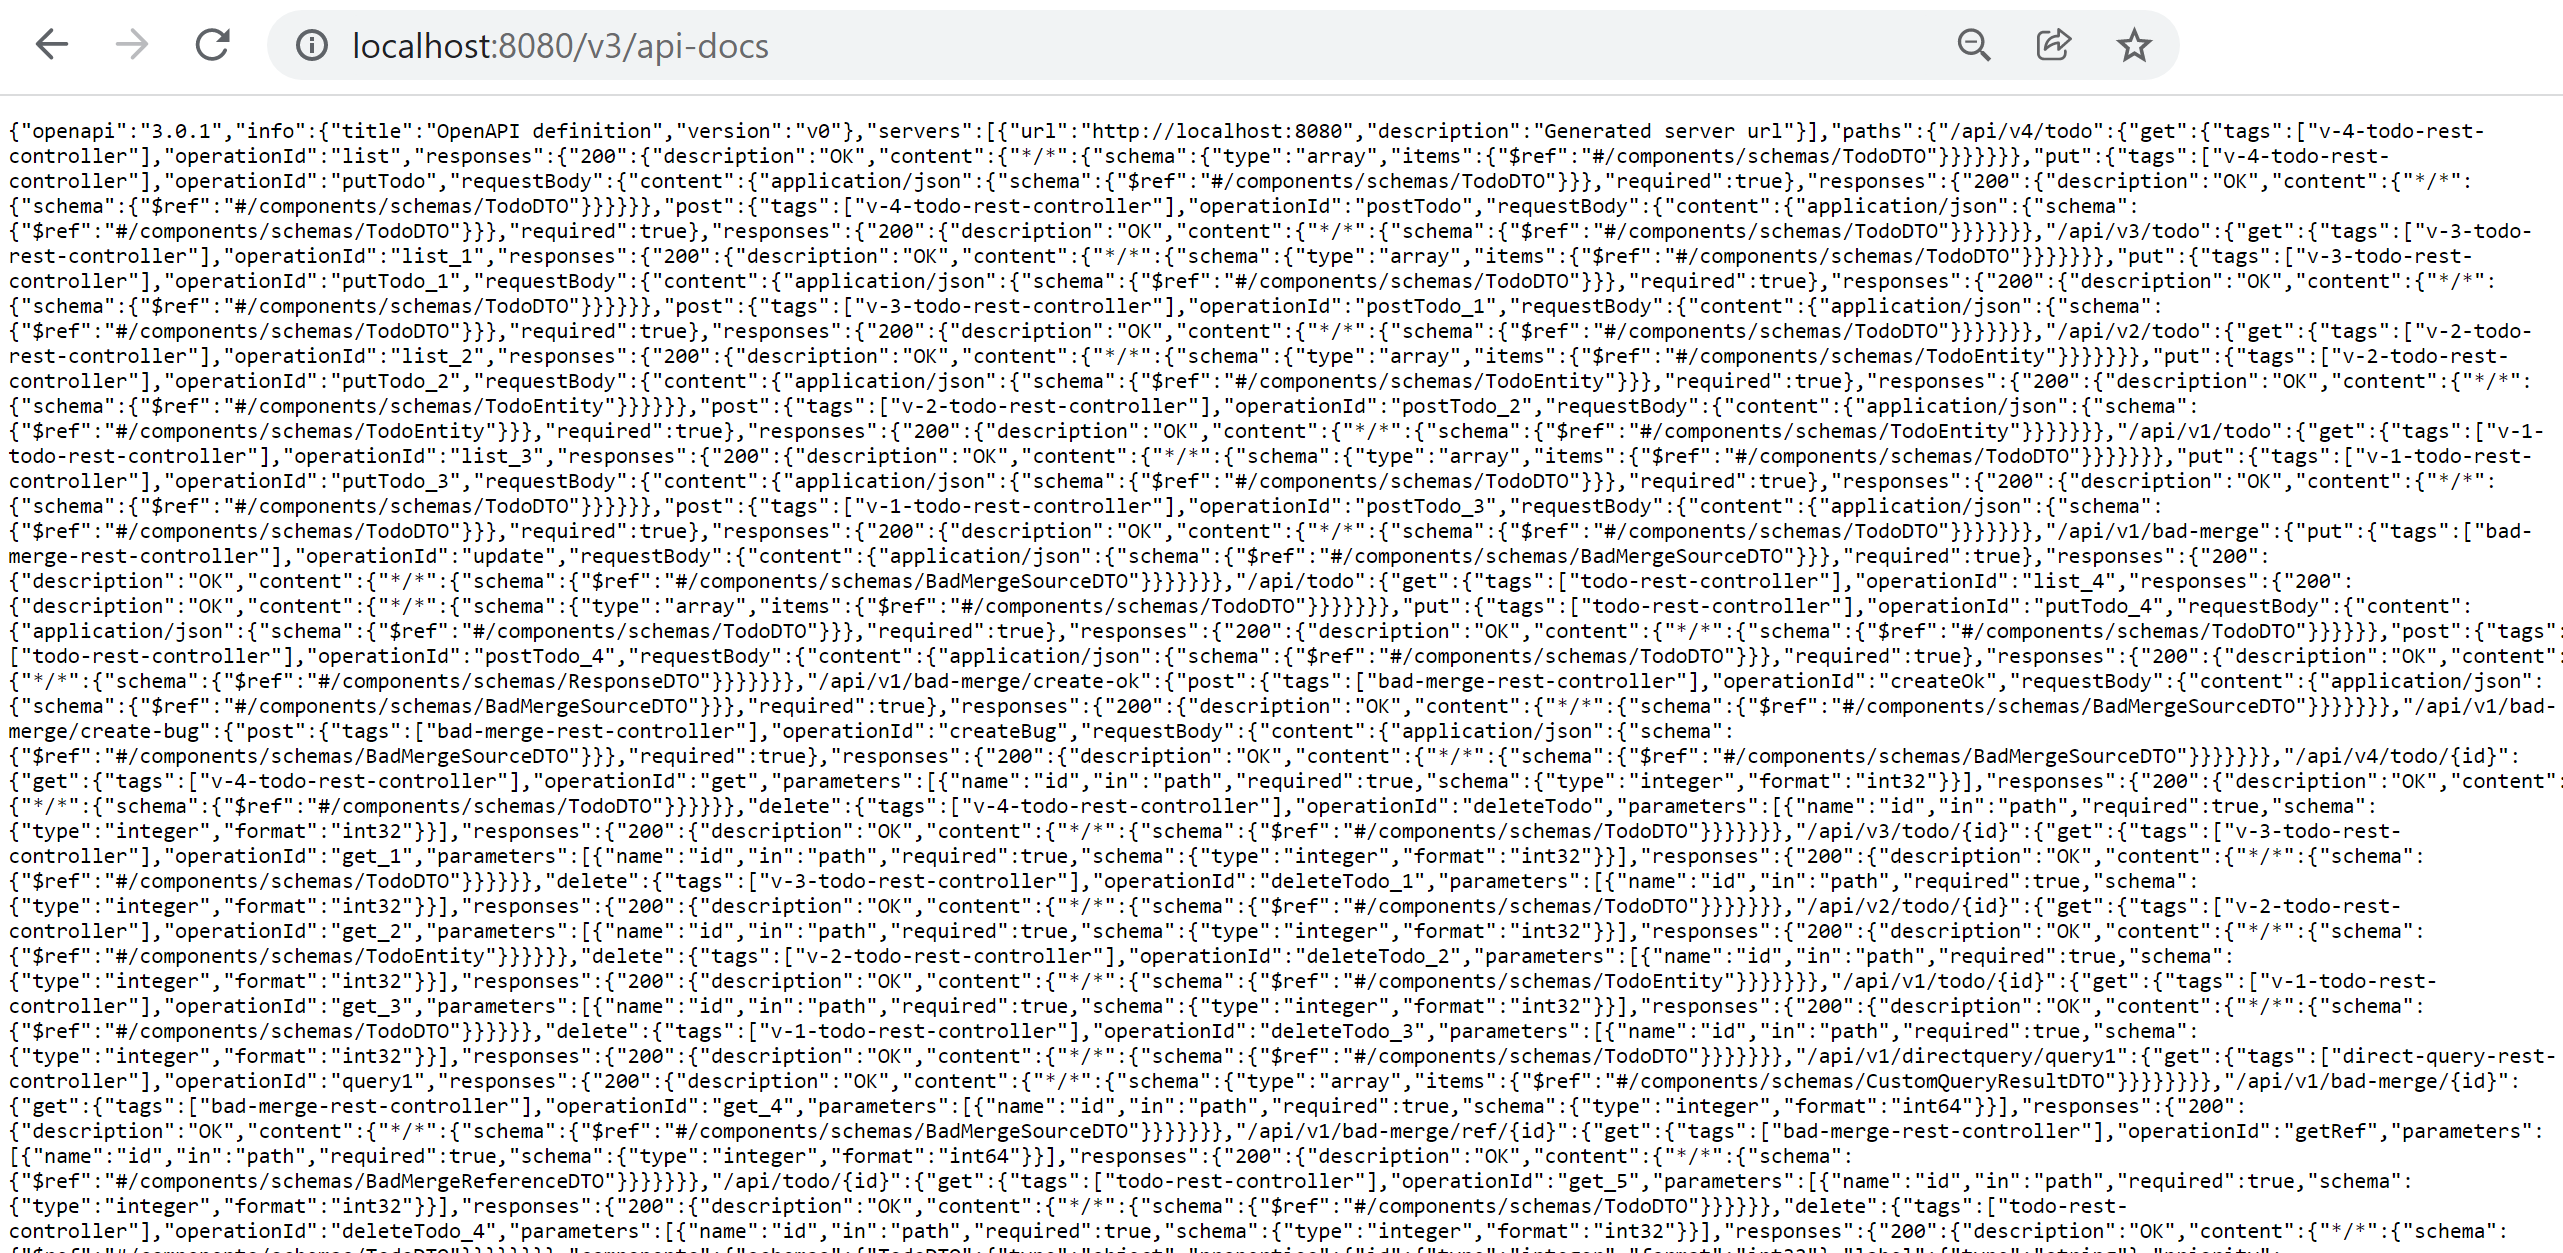 localhost:8080/v3/api-docs
{"openapi":"3.0.1","info":{"title":"OpenAPI definition","version":"v0"},"servers":[{"url":"http://localhost:8080","description":"Generated server url"}],"paths":{"/api/v4/todo":{"get":{"tags":["v-4-todo-rest-
controller"],"operationId":"list","responses":{"200":{"description":"OK","content":{"*/*":{"schema":{"type":"array","items":{"$ref":"#/components/schemas/TodoDTO"}}}}}}},"put":{"tags":["v-4-todo-rest-
controller"],"operationId":"putTodo","requestBody":{"content":{"application/json":{"schema":{"$ref":"#/components/schemas/TodoDTO"}}},"required":true},"responses":{"200":{"description":"OK","content":{"*/*":
{"schema":{"$ref":"#/components/schemas/TodoDTO"}}}}}},"post":{"tags":["v-4-todo-rest-controller"],"operationId":"postTodo","requestBody":{"content":{"application/json":{"schema":
{"$ref":"#/components/schemas/TodoDTO"}}},"required":true},"responses":{"200":{"description":"OK","content":{"*/*":{"schema":{"$ref":"#/components/schemas/TodoDTO"}}}}}}},"/api/v3/todo":{"get":{"tags":["v-3-todo-
rest-controller"],"operationId":"list_1","responses":{"200":{"description":"OK","content":{"*/*":{"schema":{"type":"array","items":{"$ref":"#/components/schemas/TodoDTO"}}}}}}},"put":{"tags":["v-3-todo-rest-
controller"],"operationId":"putTodo_1","requestBody":{"content":{"application/json":{"schema":{"$ref":"#/components/schemas/TodoDTO"}}},"required":true},"responses":{"200":{"description":"OK","content":{"*/*":
{"schema":{"$ref":"#/components/schemas/TodoDTO"}}}}}},"post":{"tags":["v-3-todo-rest-controller"],"operationId":"postTodo_1","requestBody":{"content":{"application/json":{"schema":
{"$ref":"#/components/schemas/TodoDTO"}}},"required":true},"responses":{"200":{"description":"OK","content":{"*/*":{"schema":{"$ref":"#/components/schemas/TodoDTO"}}}}}}},"/api/v2/todo":{"get":{"tags":["v-2-todo-
rest-controller"],"operationId":"list_2","responses":{"200":{"description":"OK","content":{"*/*":{"schema":{"type":"array","items":{"$ref":"#/components/schemas/TodoEntity"}}}}}}},"put":{"tags":["v-2-todo-rest-
controller"],"operationId":"putTodo_2","requestBody":{"content":{"application/json":{"schema":{"$ref":"#/components/schemas/TodoEntity"}}},"required":true},"responses":{"200":{"description":"OK","content":{"*/*":
{"schema":{"$ref":"#/components/schemas/TodoEntity"}}}}}},"post":{"tags":["v-2-todo-rest-controller"],"operationId":"postTodo_2","requestBody":{"content":{"application/json":{"schema":
{"$ref":"#/components/schemas/TodoEntity"}}},"required":true},"responses":{"200":{"description":"OK","content":{"*/*":{"schema":{"$ref":"#/components/schemas/TodoEntity"}}}}}}},"/api/v1/todo":{"get":{"tags":["v-1-
todo-rest-controller"],"operationId":"list_3","responses":{"200":{"description":"OK","content":{"*/*":{"schema":{"type":"array","items":{"$ref":"#/components/schemas/TodoDTO"}}}}}}},"put":{"tags":["v-1-todo-rest-
controller"],"operationId":"putTodo_3","requestBody":{"content":{"application/json":{"schema":{"$ref":"#/components/schemas/TodoDTO"}}},"required":true},"responses":{"200":{"description":"OK","content":{"*/*":
{"schema":{"$ref":"#/components/schemas/TodoDTO"}}}}}},"post":{"tags":["v-1-todo-rest-controller"],"operationId":"postTodo_3","requestBody":{"content":{"application/json":{"schema":
{"$ref":"#/components/schemas/TodoDTO"}}},"required":true},"responses":{"200":{"description":"OK","content":{"*/*":{"schema":{"$ref":"#/components/schemas/TodoDTO"}}}}}}},"/api/v1/bad-merge":{"put":{"tags":["bad-
merge-rest-controller"],"operationId":"update","requestBody":{"content":{"application/json":{"schema":{"$ref":"#/components/schemas/BadMergeSourceDTO"}}},"required":true},"responses":{"200":
{"description":"OK","content":{"*/*":{"schema":{"$ref":"#/components/schemas/BadMergeSourceDTO"}}}}}}},"/api/todo":{"get":{"tags":["todo-rest-controller"],"operationId":"list_4","responses":{"200":
{"description":"OK","content":{"*/*":{"schema":{"type":"array","items":{"$ref":"#/components/schemas/TodoDTO"}}}}}}},"put":{"tags":["todo-rest-controller"],"operationId":"putTodo_4","requestBody":{"content":
{"application/json":{"schema":{"$ref":"#/components/schemas/TodoDTO"}}},"required":true},"responses":{"200":{"description":"OK","content":{"*/*":{"schema":{"$ref":"#/components/schemas/TodoDTO"}}}}}},"post":{"tags":
["todo-rest-controller"],"operationId":"postTodo_4","requestBody":{"content":{"application/json":{"schema":{"$ref":"#/components/schemas/TodoDTO"}}},"required":true},"responses":{"200":{"description":"OK","content":
{"*/*":{"schema":{"$ref":"#/components/schemas/ResponseDTO"}}}}}}},"/api/v1/bad-merge/create-ok":{"post":{"tags":["bad-merge-rest-controller"],"operationId":"createOk","requestBody":{"content":{"application/json":
{"schema":{"$ref":"#/components/schemas/BadMergeSourceDTO"}}},"required":true},"responses":{"200":{"description":"OK","content":{"*/*":{"schema":{"$ref":"#/components/schemas/BadMergeSourceDTO"}}}}}}},"/api/v1/bad-
merge/create-bug":{"post":{"tags":["bad-merge-rest-controller"],"operationId":"createBug","requestBody":{"content":{"application/json":{"schema":
{"$ref":"#/components/schemas/BadMergeSourceDTO"}}},"required":true},"responses":{"200":{"description":"OK","content":{"*/*":{"schema":{"$ref":"#/components/schemas/BadMergeSourceDTO"}}}}}}},"/api/v4/todo/{id}":
{"get":{"tags":["v-4-todo-rest-controller"],"operationId":"get","parameters":[{"name":"id","in":"path","required":true,"schema":{"type":"integer","format":"int32"}}],"responses":{"200":{"description":"OK","content":
{"*/*":{"schema":{"$ref":"#/components/schemas/TodoDTO"}}}}}},"delete":{"tags":["v-4-todo-rest-controller"],"operationId":"deleteTodo","parameters":[{"name":"id","in":"path","required":true,"schema":
{"type":"integer","format":"int32"}}],"responses":{"200":{"description":"OK","content":{"*/*":{"schema":{"$ref":"#/components/schemas/TodoDTO"}}}}}}},"/api/v3/todo/{id}":{"get":{"tags":["v-3-todo-rest-
controller"],"operationId":"get_1","parameters":[{"name":"id","in":"path","required":true,"schema":{"type":"integer","format":"int32"}}],"responses":{"200":{"description":"OK","content":{"*/*":{"schema":
{"$ref":"#/components/schemas/TodoDTO"}}}}}},"delete":{"tags":["v-3-todo-rest-controller"],"operationId":"deleteTodo_1","parameters":[{"name":"id","in":"path","required":true,"schema":
{"type":"integer","format":"int32"}}],"responses":{"200":{"description":"OK","content":{"*/*":{"schema":{"$ref":"#/components/schemas/TodoDTO"}}}}}}},"/api/v2/todo/{id}":{"get":{"tags":["v-2-todo-rest-
controller"],"operationId":"get_2","parameters":[{"name":"id","in":"path","required":true,"schema":{"type":"integer","format":"int32"}}],"responses":{"200":{"description":"OK","content":{"*/*":{"schema":
{"$ref":"#/components/schemas/TodoEntity"}}}}}},"delete":{"tags":["v-2-todo-rest-controller"],"operationId":"deleteTodo_2","parameters":[{"name":"id","in":"path","required":true,"schema":
{"type":"integer","format":"int32"}}],"responses":{"200":{"description":"OK","content":{"*/*":{"schema":{"$ref":"#/components/schemas/TodoEntity"}}}}}}},"/api/v1/todo/{id}":{"get":{"tags":["v-1-todo-rest-
controller"],"operationId":"get_3","parameters":[{"name":"id","in":"path","required":true,"schema":{"type":"integer","format":"int32"}}],"responses":{"200":{"description":"OK","content":{"*/*":{"schema":
{"$ref":"#/components/schemas/TodoDTO"}}}}}},"delete":{"tags":["v-1-todo-rest-controller"],"operationId":"deleteTodo_3","parameters":[{"name":"id","in":"path","required":true,"schema":
{"type":"integer","format":"int32"}}],"responses":{"200":{"description":"OK","content":{"*/*":{"schema":{"$ref":"#/components/schemas/TodoDTO"}}}}}}},"/api/v1/directquery/query1":{"get":{"tags":["direct-query-rest-
controller"],"operationId":"query1","responses":{"200":{"description":"OK","content":{"*/*":{"schema":{"type":"array","items":{"$ref":"#/components/schemas/CustomQueryResultDTO"}}}}}}}},"/api/v1/bad-merge/{id}":
{"get":{"tags":["bad-merge-rest-controller"],"operationId":"get_4","parameters":[{"name":"id","in":"path","required":true,"schema":{"type":"integer","format":"int64"}}],"responses":{"200":
{"description":"OK","content":{"*/*":{"schema":{"$ref":"#/components/schemas/BadMergeSourceDTO"}}}}}}},"/api/v1/bad-merge/ref/{id}":{"get":{"tags":["bad-merge-rest-controller"],"operationId":"getRef","parameters":
[{"name":"id","in":"path","required":true,"schema":{"type":"integer","format":"int64"}}],"responses":{"200":{"description":"OK","content":{"*/*":{"schema":
{"$ref":"#/components/schemas/BadMergeReferenceDTO"}}}}}}},"/api/todo/{id}":{"get":{"tags":["todo-rest-controller"],"operationId":"get_5","parameters":[{"name":"id","in":"path","required":true,"schema":
{"type":"integer","format":"int32"}}],"responses":{"200":{"description":"OK","content":{"*/*":{"schema":{"$ref":"#/components/schemas/TodoDTO"}}}}}},"delete":{"tags":["todo-rest-
controller"],"operationId":"deleteTodo_4","parameters":[{"name":"id","in":"path","required":true,"schema":{"type":"integer","format":"int32"}}],"responses":{"200":{"description":"OK","content":{"*/*":{"schema":